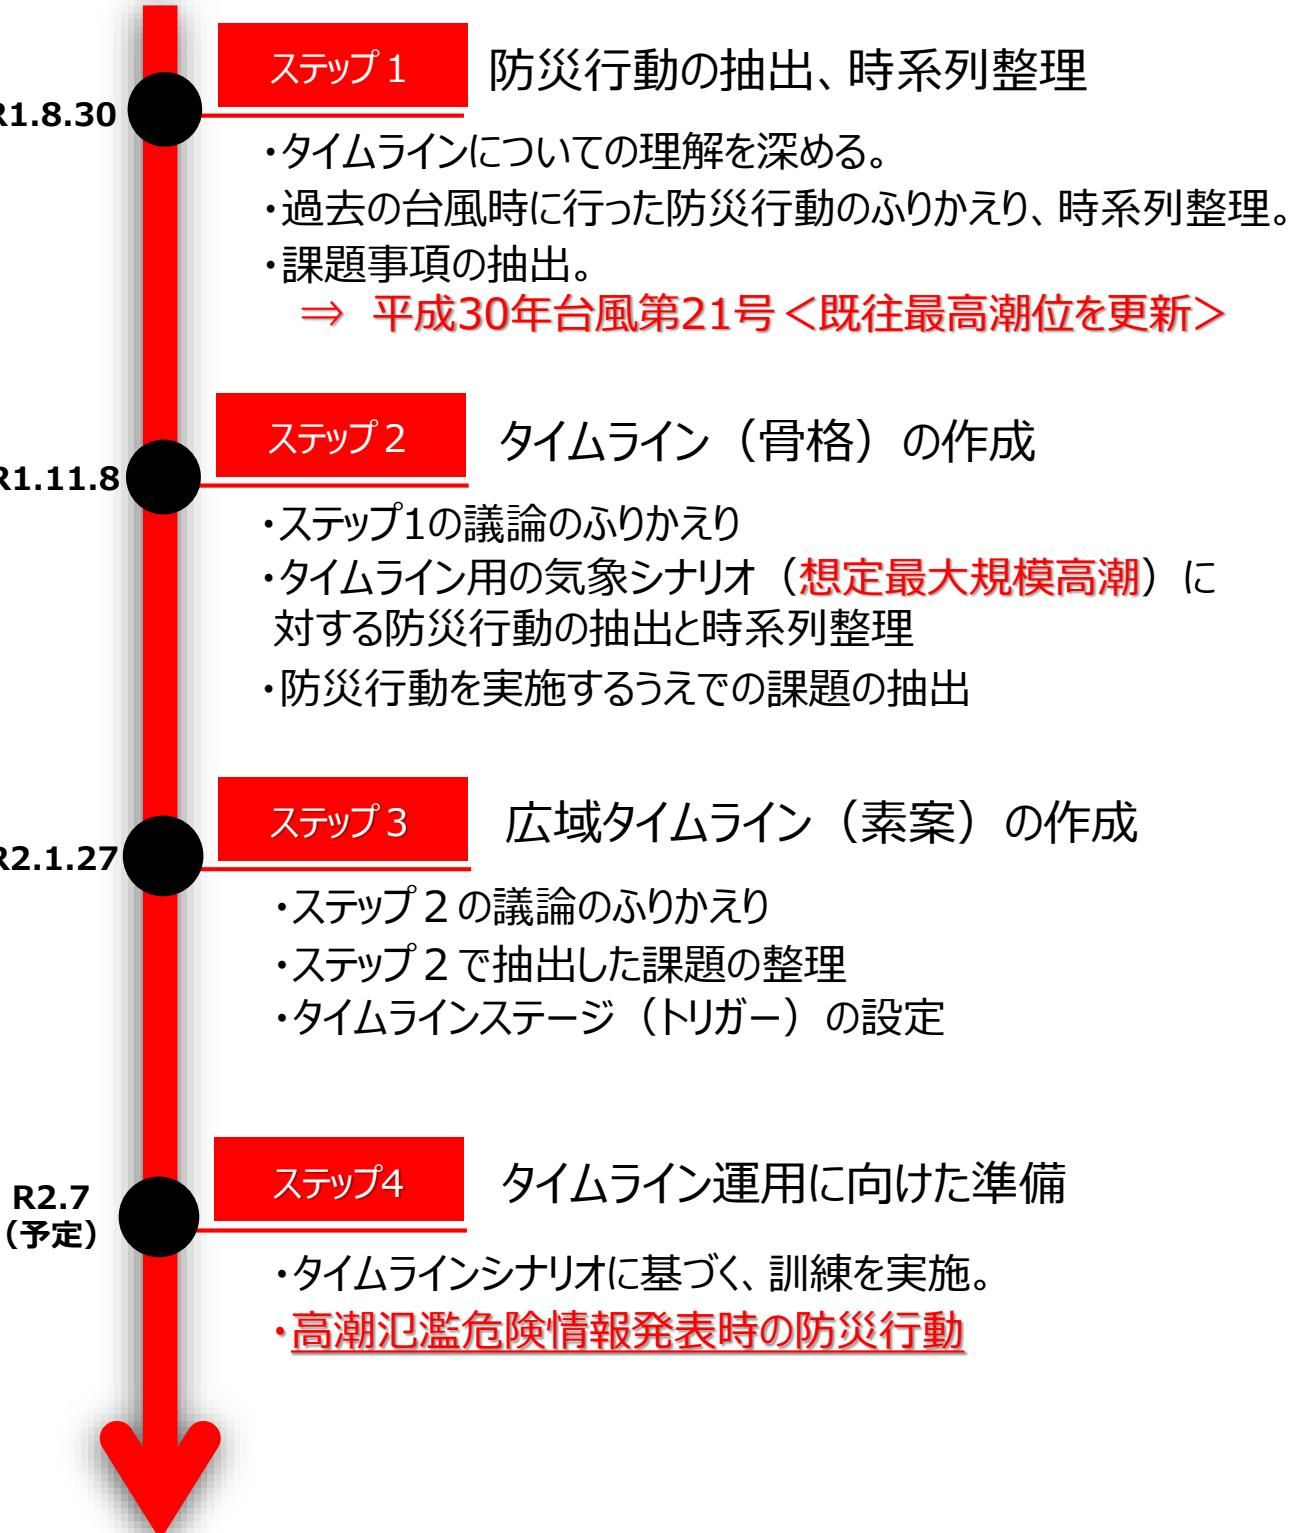 ステップ１
防災行動の抽出、時系列整理
R1.8.30
・タイムラインについての理解を深める。
・過去の台風時に行った防災行動のふりかえり、時系列整理。
・課題事項の抽出。
⇒ 平成30年台風第21号＜既往最高潮位を更新＞
ステップ２
タイムライン（骨格）の作成
R1.11.8
・ステップ1の議論のふりかえり
・タイムライン用の気象シナリオ（想定最大規模高潮）に
対する防災行動の抽出と時系列整理
・防災行動を実施するうえでの課題の抽出
ステップ３
広域タイムライン（素案）の作成
R2.1.27
・ステップ２の議論のふりかえり
・ステップ２で抽出した課題の整理
・タイムラインステージ（トリガー）の設定
ステップ4
タイムライン運用に向けた準備
R2.7
（予定）
・タイムラインシナリオに基づく、訓練を実施。
・高潮氾濫危険情報発表時の防災行動